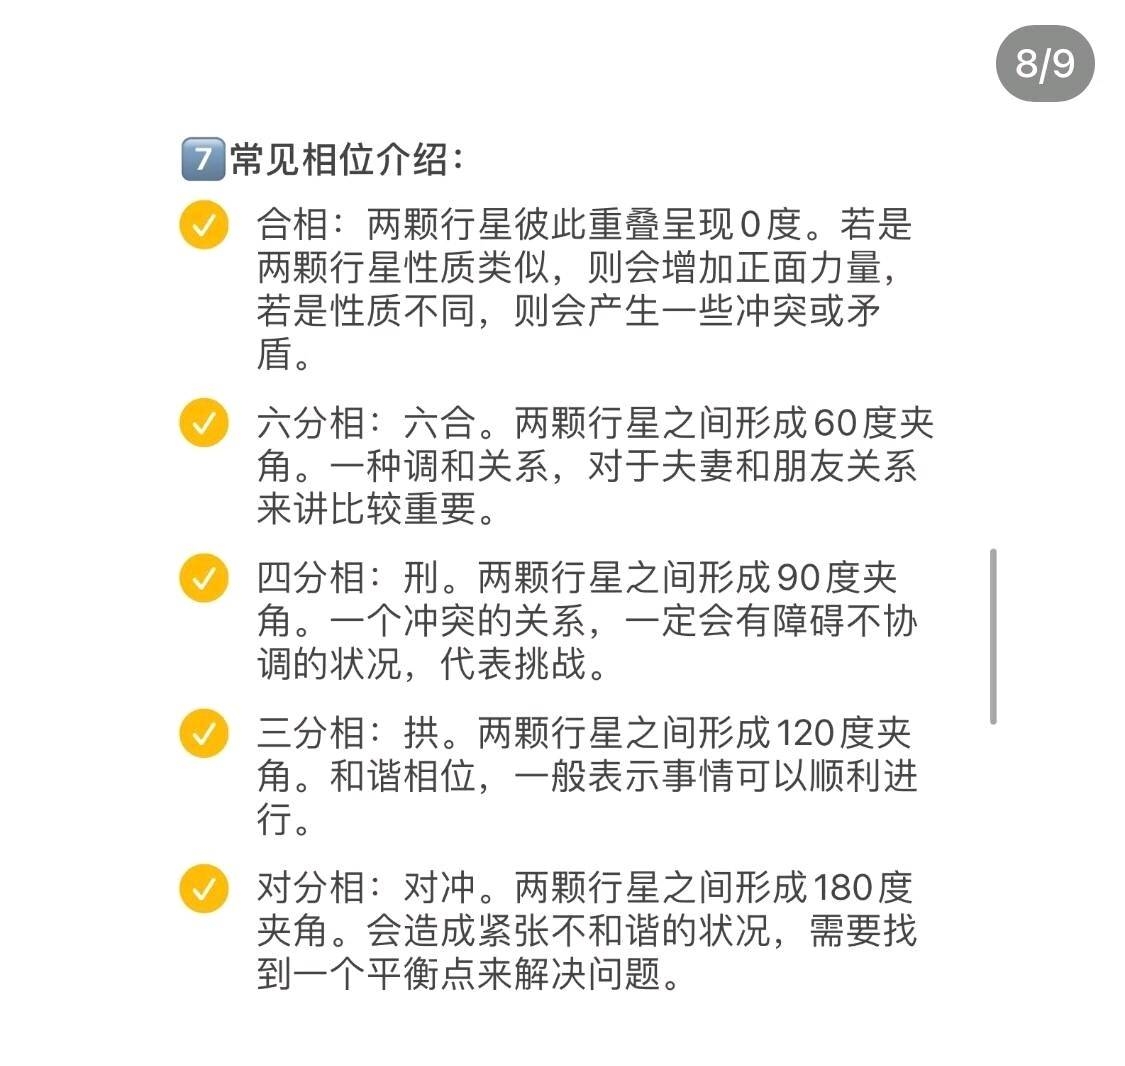 8/9
7️⃣常见相位介绍：
合相：两颗行星彼此重叠呈现0度。若是
两颗行星性质类似，则会增加正面力量，
若是性质不同，则会产生一些冲突或矛
盾。
六分相：六合。两颗行星之间形成60度夹
角。一种调和关系，对于夫妻和朋友关系
来讲比较重要。
四分相：刑。两颗行星之间形成90度夹
角。一个冲突的关系，一定会有障碍不协
调的状况，代表挑战。
三分相：拱。两颗行星之间形成120度夹
角。和谐相位，一般表示事情可以顺利进
行。
对分相：对冲。两颗行星之间形成180度
夹角。会造成紧张不和谐的状况，需要找
到一个平衡点来解决问题。